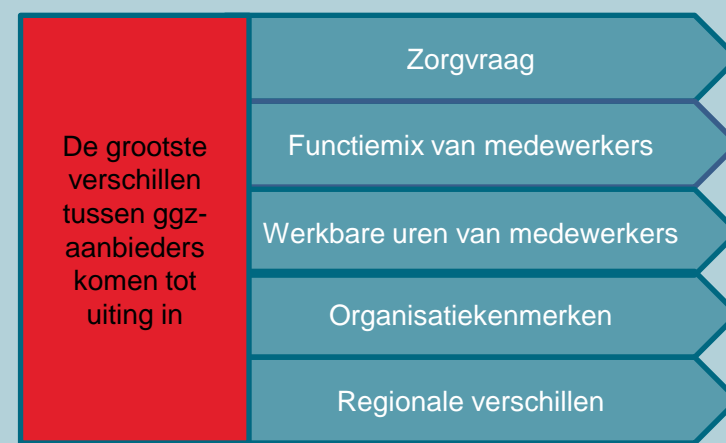 De grootste
verschillen
tussen ggz-
aanbieders
komen tot
uiting in
Zorgvraag
Functiemix van medewerkers
Werkbare uren van medewerkers
Organisatiekenmerken
Regionale verschillen